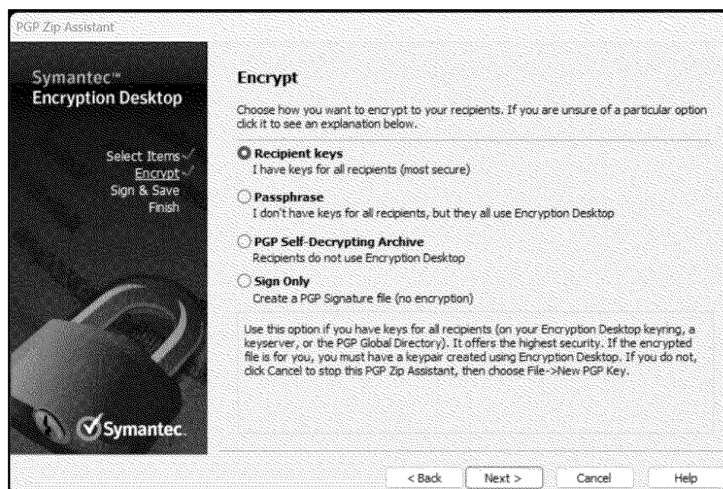 PGP Zip Assistant
Symantec™
Encryption Desktop
Select Items ✓
Encrypt ✓
Sign & Save
Finish
Symantec.
Encrypt
Choose how you want to encrypt to your recipients. If you are unsure of a particular option
click it to see an explanation below.
Recipient keys
I have keys for all recipients (most secure)
Passphrase
I don't have keys for all recipients, but they all use Encryption Desktop
PGP Self-Decrypting Archive
Recipients do not use Encryption Desktop
Sign Only
Create a PGP Signature file (no encryption)
Use this option if you have keys for all recipients (on your Encryption Desktop keyring, a
keyserver, or the PGP Global Directory). It offers the highest security. If the encrypted
file is for you, you must have a keypair created using Encryption Desktop. If you do not,
click Cancel to stop this PGP Zip Assistant, then choose File->New PGP Key.
< Back
Next >
Cancel
Help